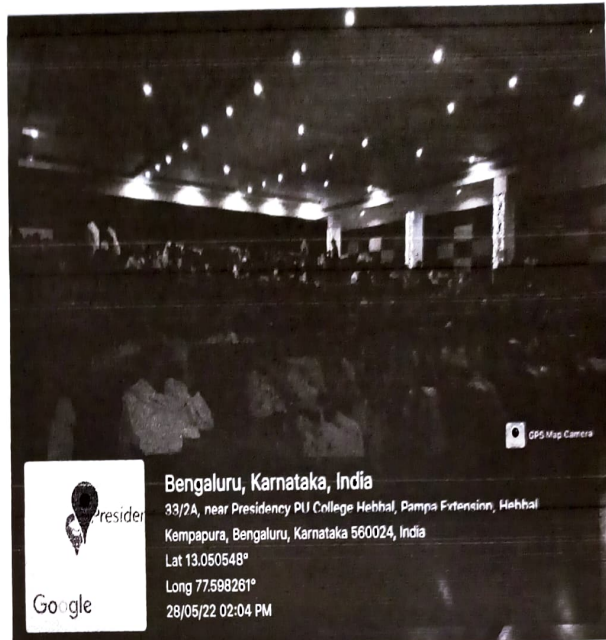 GPS Map Camera
Presiden
Google
Bengaluru, Karnataka, India
33/2A, near Presidency PU College Hebbal, Pampa Extension, Hebbal
Kempapura, Bengaluru, Karnataka 560024, India
Lat 13.050548°
Long 77.598261°
28/05/22 02:04 PM